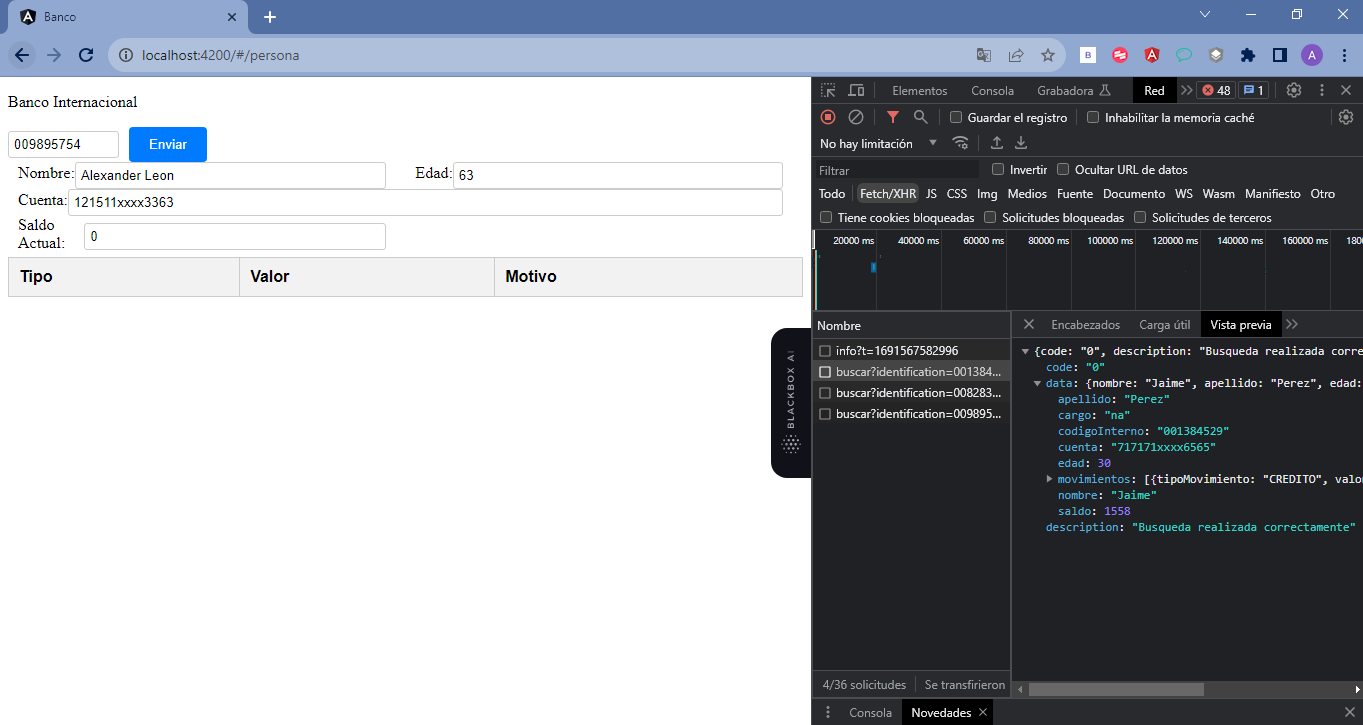 Banco
localhost:4200/#/persona
B
A
Banco Internacional
009895754
Enviar
Nombre: Alexander Leon Edad: 63
Cuenta: 121511xxxx3363
Saldo Actual: 0
Tipo Valor Motivo
BLACKBOX AI
Elementos Consola Grabadora Red 48 1
Guardar el registro Inhabilitar la memoria caché
No hay limitación
Filtrar Invertir Ocultar URL de datos
Todo Fetch/XHR JS CSS Img Medios Fuente Documento WS Wasm Manifiesto Otro
Tiene cookies bloqueadas Solicitudes bloqueadas Solicitudes de terceros
20000 ms 40000 ms 60000 ms 80000 ms 100000 ms 120000 ms 140000 ms 160000 ms 1800
Nombre
info?t=1691567582996
buscar?identification=001384...
buscar?identification=008283...
buscar?identification=009895...
Encabezados Carga útil Vista previa
{code: "0", description: "Busqueda realizada corre
code: "0"
data: {nombre: "Jaime", apellido: "Perez", edad:
apellido: "Perez"
cargo: "na"
codigoInterno: "001384529"
cuenta: "717171xxxx6565"
edad: 30
movimientos: [{tipoMovimiento: "CREDITO", valo
nombre: "Jaime"
saldo: 1558
description: "Busqueda realizada correctamente"
4/36 solicitudes Se transfirieron
Consola Novedades